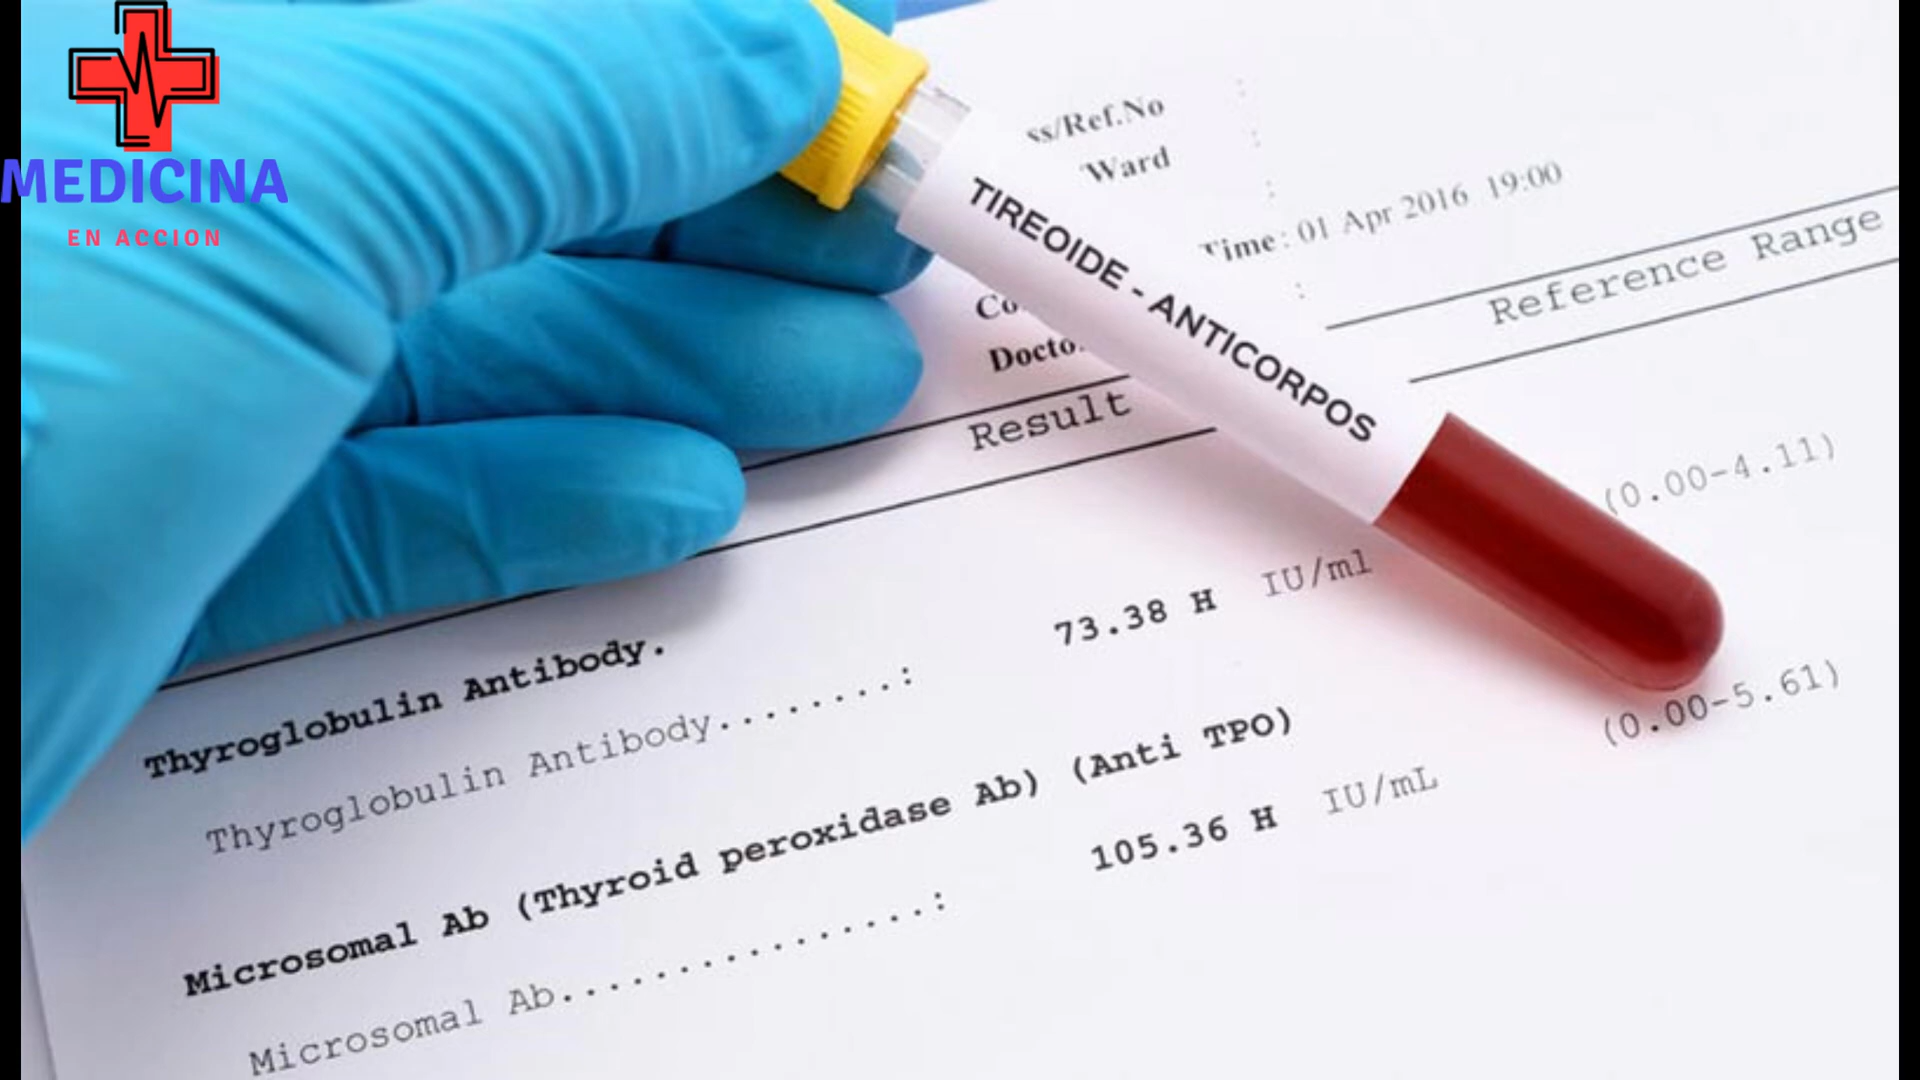 MEDICINA
EN ACCION
ss/Ref.No :
Ward :
Time : 01 Apr 2016 19:00
:
TIREOIDE - ANTICORPOS
Result
Reference Range
Thyroglobulin Antibody.
Thyroglobulin Antibody........: 73.38 H IU/ml (0.00-4.11)
Microsomal Ab (Thyroid peroxidase Ab) (Anti TPO)
Microsomal Ab...............: 105.36 H IU/mL (0.00-5.61)